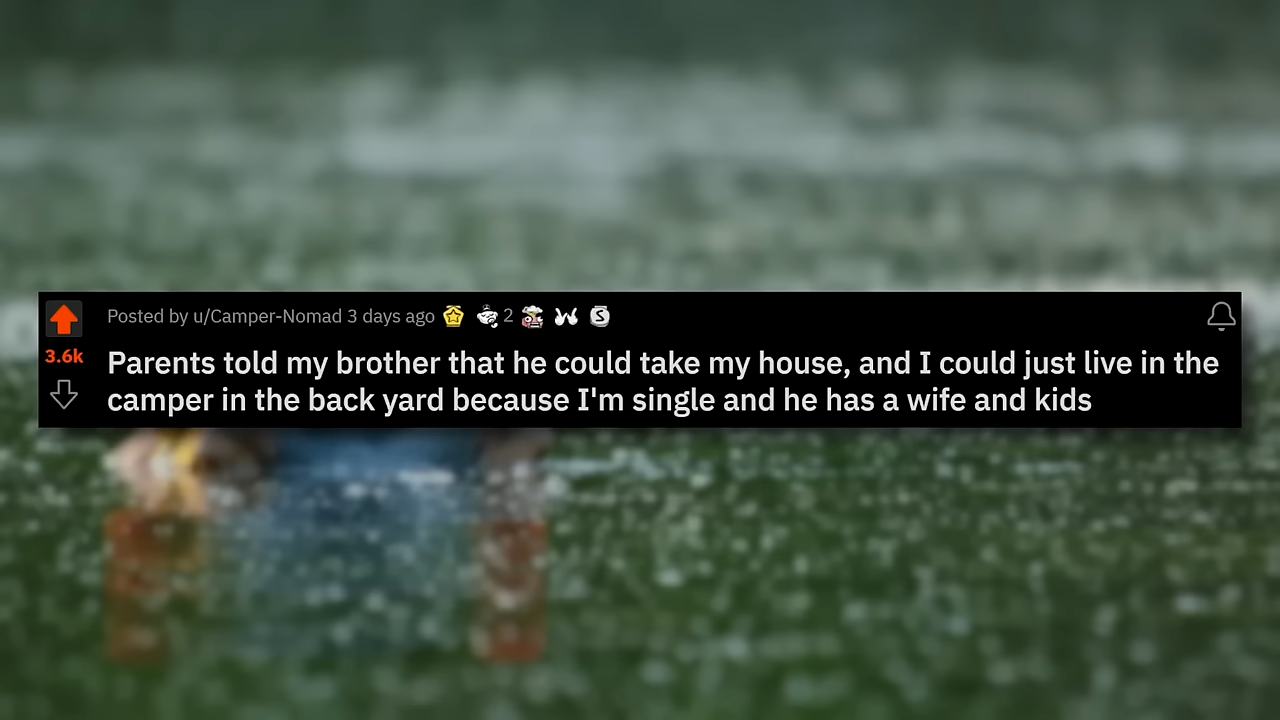 Posted by u/Camper-Nomad 3 days ago 2
3.6k
Parents told my brother that he could take my house, and I could just live in the
camper in the back yard because I'm single and he has a wife and kids